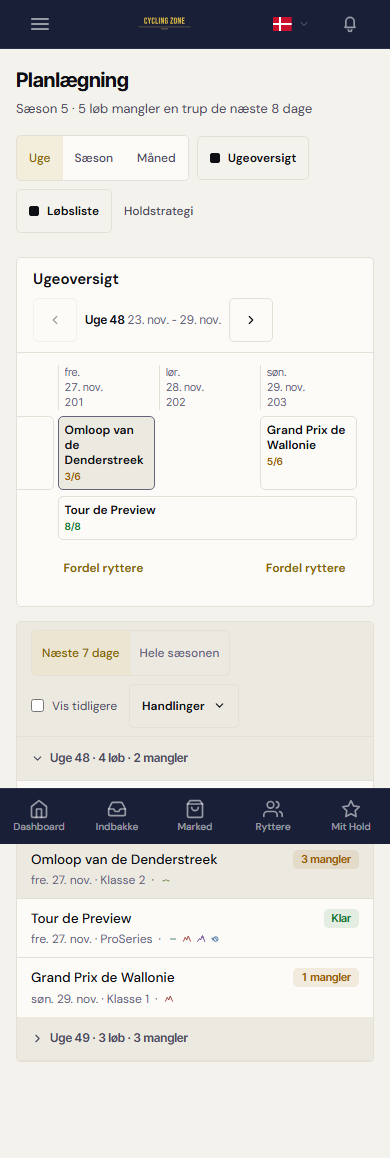 CYCLING ZONE
Planlægning
Sæson 5 · 5 løb mangler en trup de næste 8 dage
Uge
Sæson
Måned
Ugeoversigt
Løbsliste
Holdstrategi
Ugeoversigt
Uge 48 23. nov. - 29. nov.
fre.
27. nov.
201
lør.
28. nov.
202
søn.
29. nov.
203
Omloop van
de
Denderstreek
3/6
Grand Prix de
Wallonie
5/6
Tour de Preview
8/8
Fordel ryttere
Fordel ryttere
Næste 7 dage
Hele sæsonen
Vis tidligere
Handlinger
Uge 48 · 4 løb · 2 mangler
Dashboard
Indbakke
Marked
Ryttere
Mit Hold
Omloop van de Denderstreek
3 mangler
fre. 27. nov. · Klasse 2 ·
Tour de Preview
Klar
fre. 27. nov. · ProSeries ·
Grand Prix de Wallonie
1 mangler
søn. 29. nov. · Klasse 1 ·
Uge 49 · 3 løb · 3 mangler